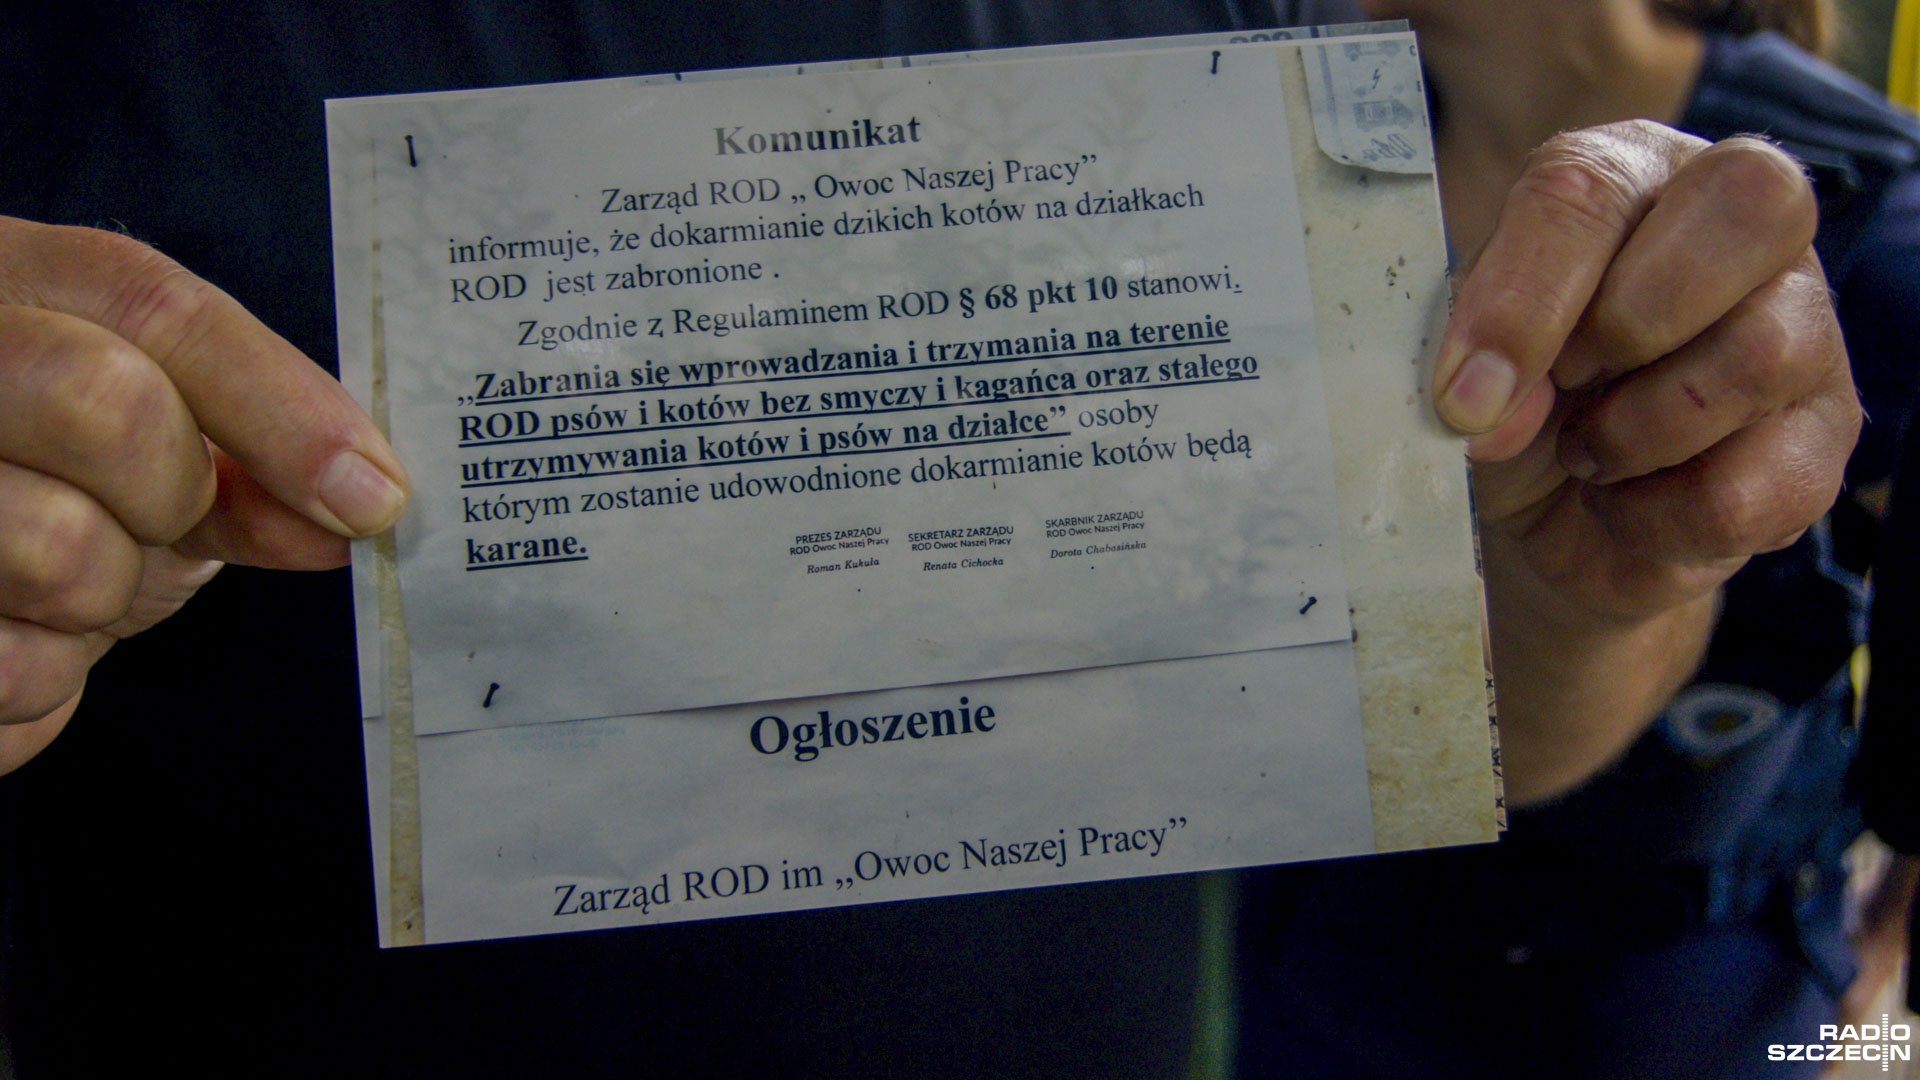 Komunikat
Zarząd ROD „ Owoc Naszej Pracy”
informuje, że dokarmianie dzikich kotów na działkach
ROD jest zabronione .
Zgodnie z Regulaminem ROD § 68 pkt 10 stanowi.
„Zabrania się wprowadzania i trzymania na terenie
ROD psów i kotów bez smyczy i kagańca oraz stałego
utrzymywania kotów i psów na działce” osoby
którym zostanie udowodnione dokarmianie kotów będą
karane.
PREZES ZARZĄDU
ROD Owoc Naszej Pracy
Roman Kukuła
SEKRETARZ ZARZĄDU
ROD Owoc Naszej Pracy
Renata Cichocka
SKARBNIK ZARZĄDU
ROD Owoc Naszej Pracy
Dorota Chabasińska
Ogłoszenie
Zarząd ROD im „Owoc Naszej Pracy”
RADIO
SZCZECIN